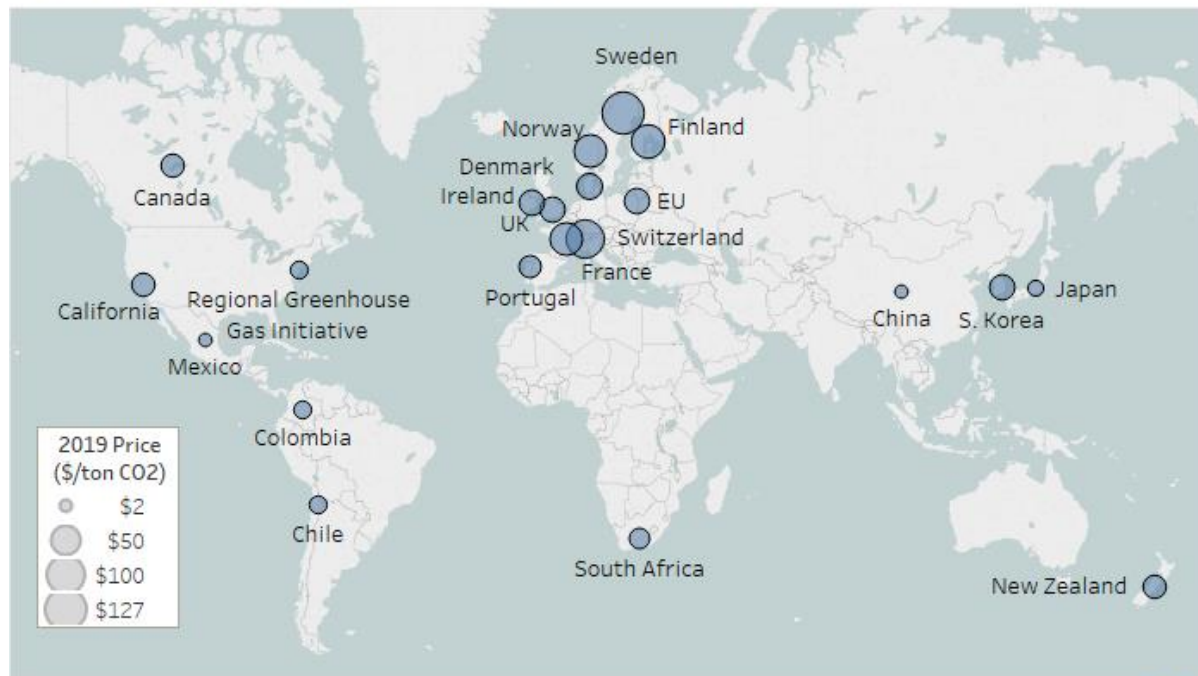 Sweden
Norway
Finland
Denmark
Ireland
EU
UK
Switzerland
France
Portugal
Canada
California
Regional Greenhouse
Gas Initiative
Mexico
Colombia
Chile
China
S. Korea
Japan
South Africa
New Zealand
2019 Price
($/ton CO2)
$2
$50
$100
$127